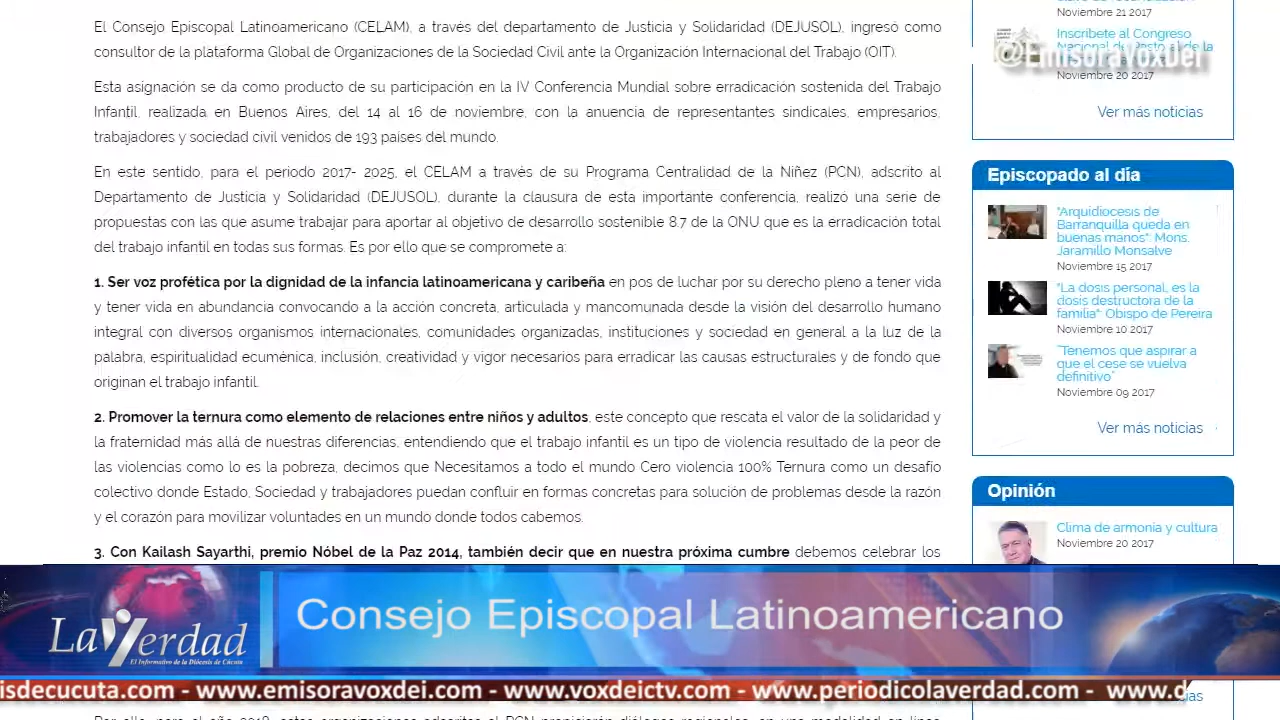 El Consejo Episcopal Latinoamericano (CELAM), a través del departamento de Justicia y Solidaridad (DEJUSOL), ingresó como
consultor de la plataforma Global de Organizaciones de la Sociedad Civil ante la Organización Internacional del Trabajo (OIT).
Esta asignación se da como producto de su participación en la IV Conferencia Mundial sobre erradicación sostenida del Trabajo
Infantil, realizada en Buenos Aires, del 14 al 16 de noviembre, con la anuencia de representantes sindicales, empresarios,
trabajadores y sociedad civil venidos de 193 países del mundo.
En este sentido, para el periodo 2017- 2025, el CELAM a través de su Programa Centralidad de la Niñez (PCN), adscrito al
Departamento de Justicia y Solidaridad (DEJUSOL), durante la clausura de esta importante conferencia, realizó una serie de
propuestas con las que asume trabajar para aportar al objetivo de desarrollo sostenible 8.7 de la ONU que es la erradicación total
del trabajo infantil en todas sus formas. Es por ello que se compromete a:
1. Ser voz profética por la dignidad de la infancia latinoamericana y caribeña en pos de luchar por su derecho pleno a tener vida
y tener vida en abundancia convocando a la acción concreta, articulada y mancomunada desde la visión del desarrollo humano
integral con diversos organismos internacionales, comunidades organizadas, instituciones y sociedad en general a la luz de la
palabra, espiritualidad ecuménica, inclusión, creatividad y vigor necesarios para erradicar las causas estructurales y de fondo que
originan el trabajo infantil.
2. Promover la ternura como elemento de relaciones entre niños y adultos, este concepto que rescata el valor de la solidaridad y
la fraternidad más allá de nuestras diferencias, entendiendo que el trabajo infantil es un tipo de violencia resultado de la peor de
las violencias como lo es la pobreza, decimos que Necesitamos a todo el mundo Cero violencia 100% Ternura como un desafío
colectivo donde Estado, Sociedad y trabajadores puedan confluir en formas concretas para solución de problemas desde la razón
y el corazón para movilizar voluntades en un mundo donde todos cabemos.
3. Con Kailash Sayarthi, premio Nóbel de la Paz 2014, también decir que en nuestra próxima cumbre debemos celebrar los
Noviembre 21 2017
Inscríbete al Congreso
Nacional de Pastoral de la
@EmisoraVoxDei
Noviembre 20 2017
Ver más noticias
Episcopado al día
"Arquidiócesis de
Barranquilla queda en
buenas manos": Mons.
Jaramillo Monsalve
Noviembre 15 2017
"La dosis personal, es la
dosis destructora de la
familia": Obispo de Pereira
Noviembre 10 2017
"Tenemos que aspirar a
que el cese se vuelva
definitivo"
Noviembre 09 2017
Ver más noticias
Opinión
Clima de armonía y cultura
Noviembre 20 2017
La Verdad
El Informativo de la Diócesis de Cúcuta
Consejo Episcopal Latinoamericano
isdecucuta.com - www.emisoravoxdei.com - www.voxdeictv.com - www.periodicolaverdad.com - www.d